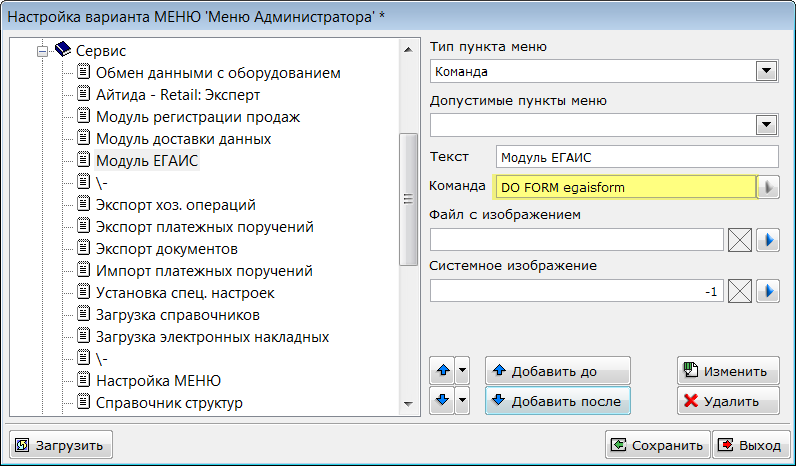 Настройка варианта МЕНЮ 'Меню Администратора' *
Сервис
Обмен данными с оборудованием
Айтида - Retail: Эксперт
Модуль регистрации продаж
Модуль доставки данных
Модуль ЕГАИС
\-
Экспорт хоз. операций
Экспорт платежных поручений
Экспорт документов
Импорт платежных поручений
Установка спец. настроек
Загрузка справочников
Загрузка электронных накладных
\-
Настройка МЕНЮ
Справочник структур
Тип пункта меню
Команда
Допустимые пункты меню
Текст Модуль ЕГАИС
Команда DO FORM egaisform
Файл с изображением
Системное изображение
-1
Добавить до
Изменить
Добавить после
Удалить
Загрузить
Сохранить
Выход